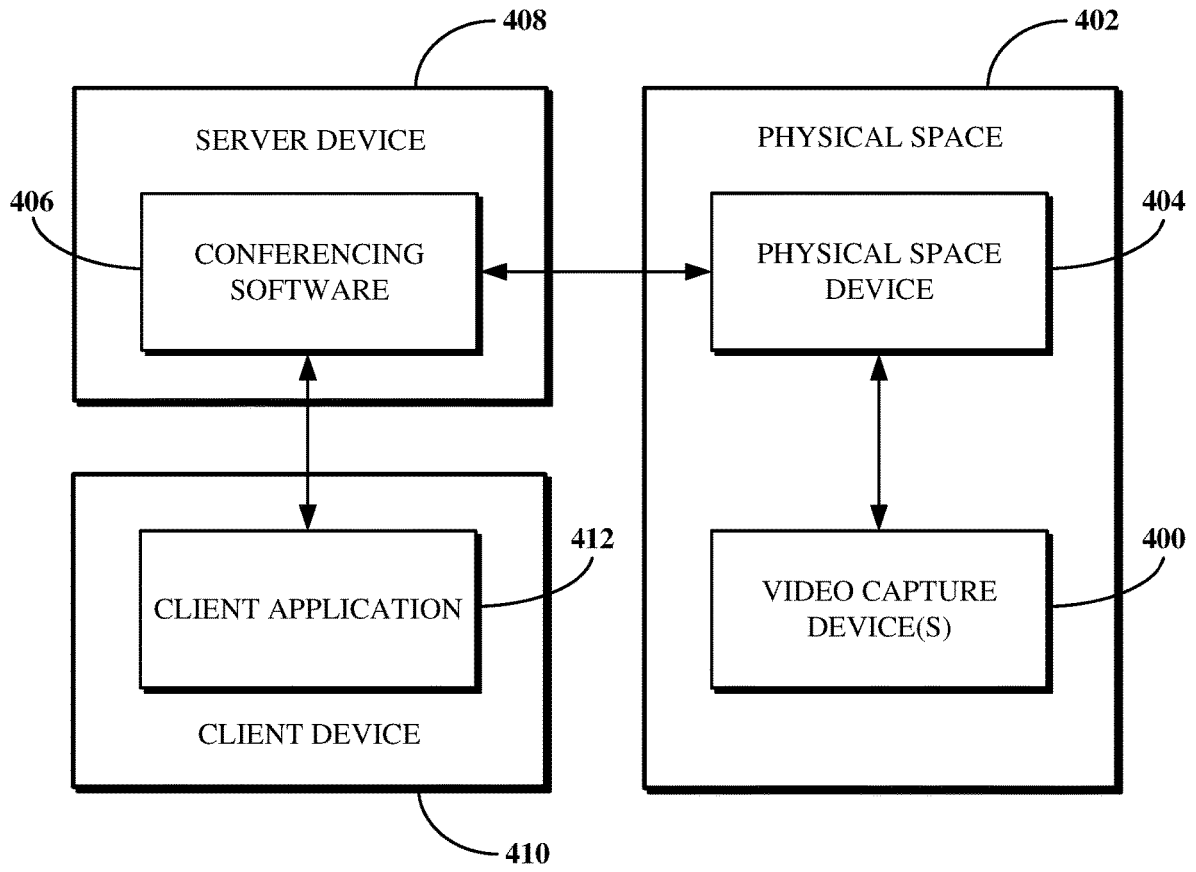 408
402
SERVER DEVICE
PHYSICAL SPACE
406
CONFERENCING
SOFTWARE
PHYSICAL SPACE
DEVICE
404
412
CLIENT APPLICATION
VIDEO CAPTURE
DEVICE(S)
400
CLIENT DEVICE
410